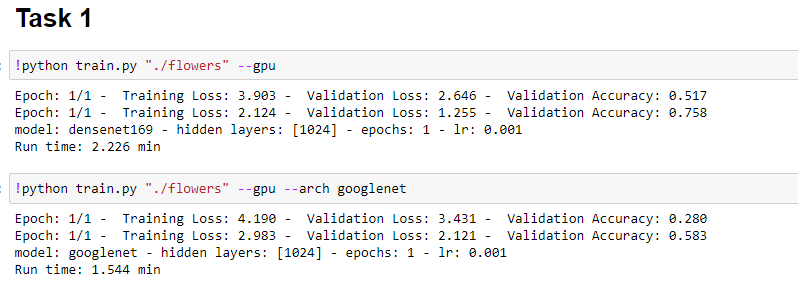 Task 1
!python train.py "./flowers" --gpu
Epoch: 1/1 -  Training Loss: 3.903 -  Validation Loss: 2.646 -  Validation Accuracy: 0.517
Epoch: 1/1 -  Training Loss: 2.124 -  Validation Loss: 1.255 -  Validation Accuracy: 0.758
model: densenet169 - hidden layers: [1024] - epochs: 1 - lr: 0.001
Run time: 2.226 min
!python train.py "./flowers" --gpu --arch googlenet
Epoch: 1/1 -  Training Loss: 4.190 -  Validation Loss: 3.431 -  Validation Accuracy: 0.280
Epoch: 1/1 -  Training Loss: 2.983 -  Validation Loss: 2.121 -  Validation Accuracy: 0.583
model: googlenet - hidden layers: [1024] - epochs: 1 - lr: 0.001
Run time: 1.544 min